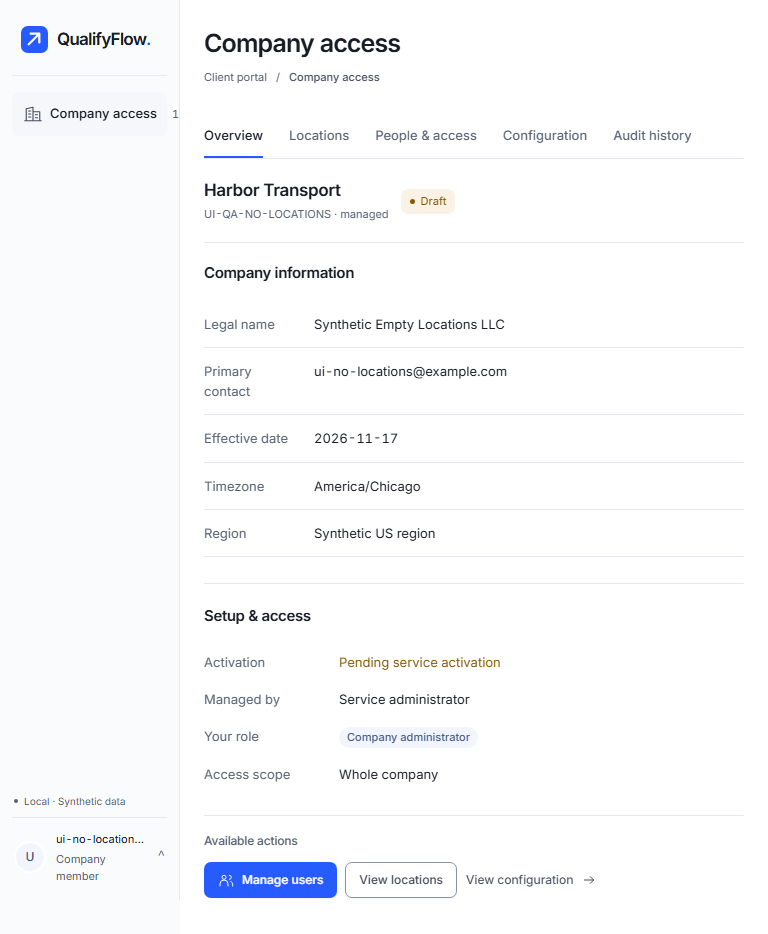 QualifyFlow.
Company access 1
Local · Synthetic data
U
ui-no-location...
Company
member
^
Company access
Client portal / Company access
Overview Locations People & access Configuration Audit history
Harbor Transport
UI-QA-NO-LOCATIONS · managed
Draft
Company information
Legal name Synthetic Empty Locations LLC
Primary
contact
ui-no-locations@example.com
Effective date 2026-11-17
Timezone America/Chicago
Region Synthetic US region
Setup & access
Activation Pending service activation
Managed by Service administrator
Your role Company administrator
Access scope Whole company
Available actions
Manage users View locations View configuration →